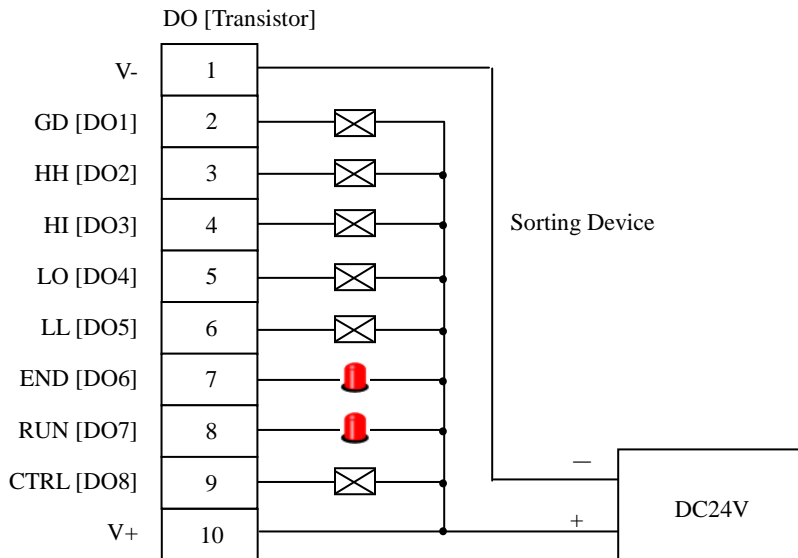 DO [Transistor]
V- 1
GD [DO1] 2
HH [DO2] 3
HI [DO3] 4
Sorting Device
LO [DO4] 5
LL [DO5] 6
END [DO6] 7
RUN [DO7] 8
CTRL [DO8] 9
—
DC24V
V+ 10
+